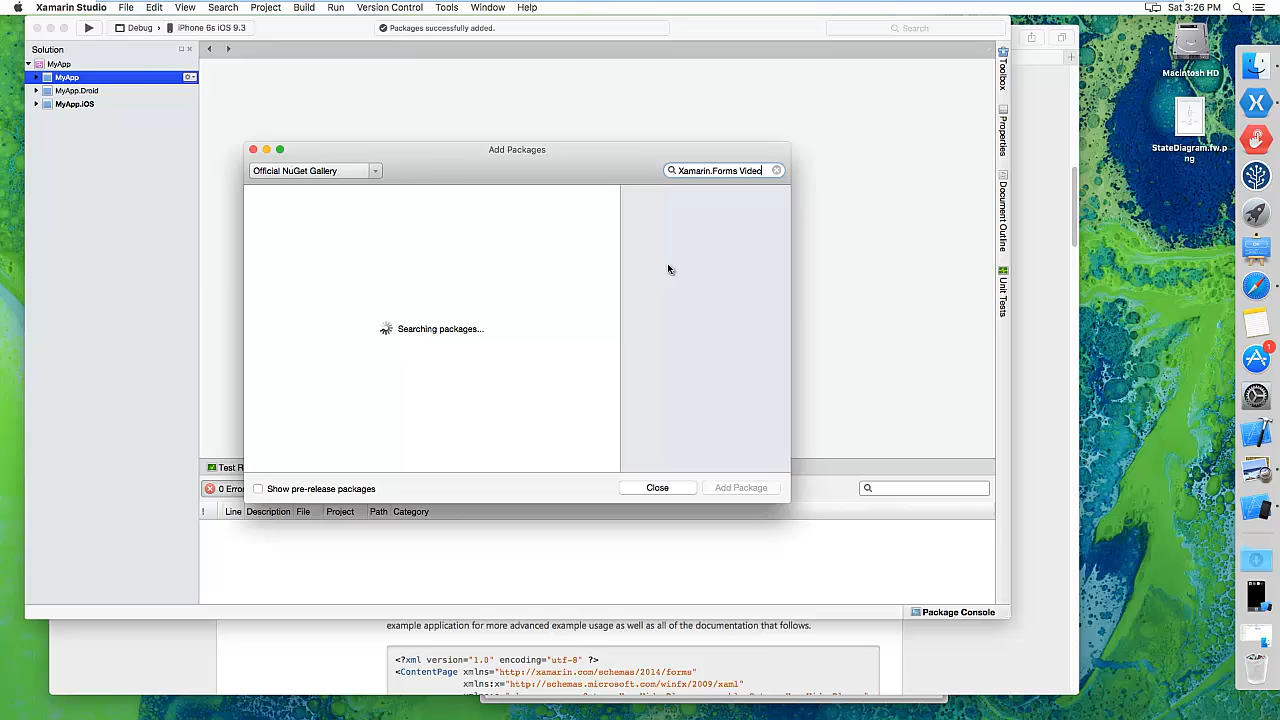 Xamarin Studio File Edit View Search Project Build Run Version Control Tools Window Help Sat 3:26 PM
Debug iPhone 6s iOS 9.3 Packages successfully added. Search
Solution
MyApp
MyApp
MyApp.Droid
MyApp.iOS
Toolbox
Properties
Document Outline
Unit Tests
Macintosh HD
StateDiagram.fw.p
ng
1
Add Packages
Official NuGet Gallery Xamarin.Forms Video
Searching packages...
Show pre-release packages Close Add Package
Test R
0 Erro
! Line Description File Project Path Category
Package Console
example application for more advanced example usage as well as all of the documentation that follows.
<?xml version="1.0" encoding="utf-8" ?>
<ContentPage xmlns="http://xamarin.com/schemas/2014/forms"
xmlns:x="http://schemas.microsoft.com/winfx/2009/xaml"